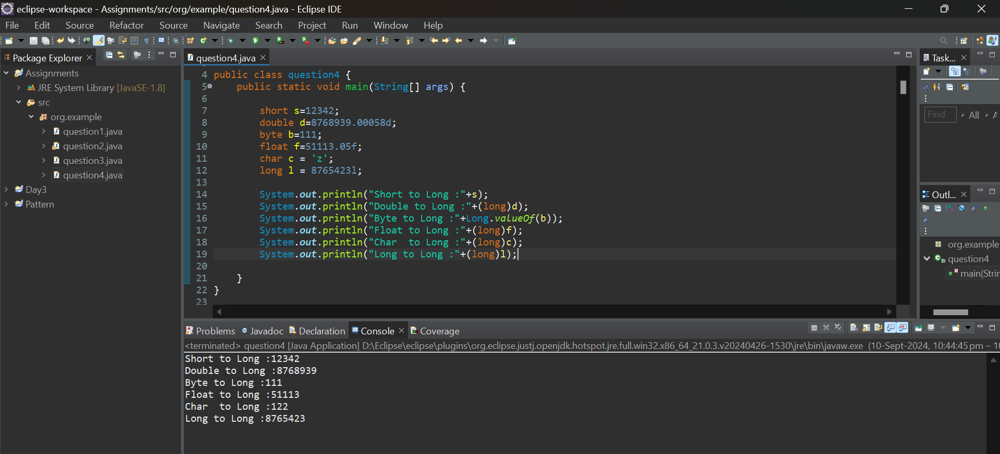 eclipse-workspace - Assignments/src/org/example/question4.java - Eclipse IDE
File Edit Source Refactor Source Navigate Search Project Run Window Help
Package Explorer
Assignments
JRE System Library [JavaSE-1.8]
src
org.example
question1.java
question2.java
question3.java
question4.java
Day3
Pattern
question4.java
4 public class question4 {
5 public static void main(String[] args) {
6
7 short s=12342;
8 double d=8768939.00058d;
9 byte b=111;
10 float f=51113.05f;
11 char c = 'z';
12 long l = 8765423l;
13
14 System.out.println("Short to Long :"+s);
15 System.out.println("Double to Long :"+(long)d);
16 System.out.println("Byte to Long :"+Long.valueOf(b));
17 System.out.println("Float to Long :"+(long)f);
18 System.out.println("Char  to Long :"+(long)c);
19 System.out.println("Long to Long :"+(long)l);
20
21 }
22 }
23
Task...
Find All A
Outl...
org.example
question4
main(Strin
Problems Javadoc Declaration Console Coverage
<terminated> question4 [Java Application] D:\Eclipse\eclipse\plugins\org.eclipse.justj.openjdk.hotspot.jre.full.win32.x86_64_21.0.3.v20240426-1530\jre\bin\javaw.exe (10-Sept-2024, 10:44:45 pm – 10
Short to Long :12342
Double to Long :8768939
Byte to Long :111
Float to Long :51113
Char  to Long :122
Long to Long :8765423